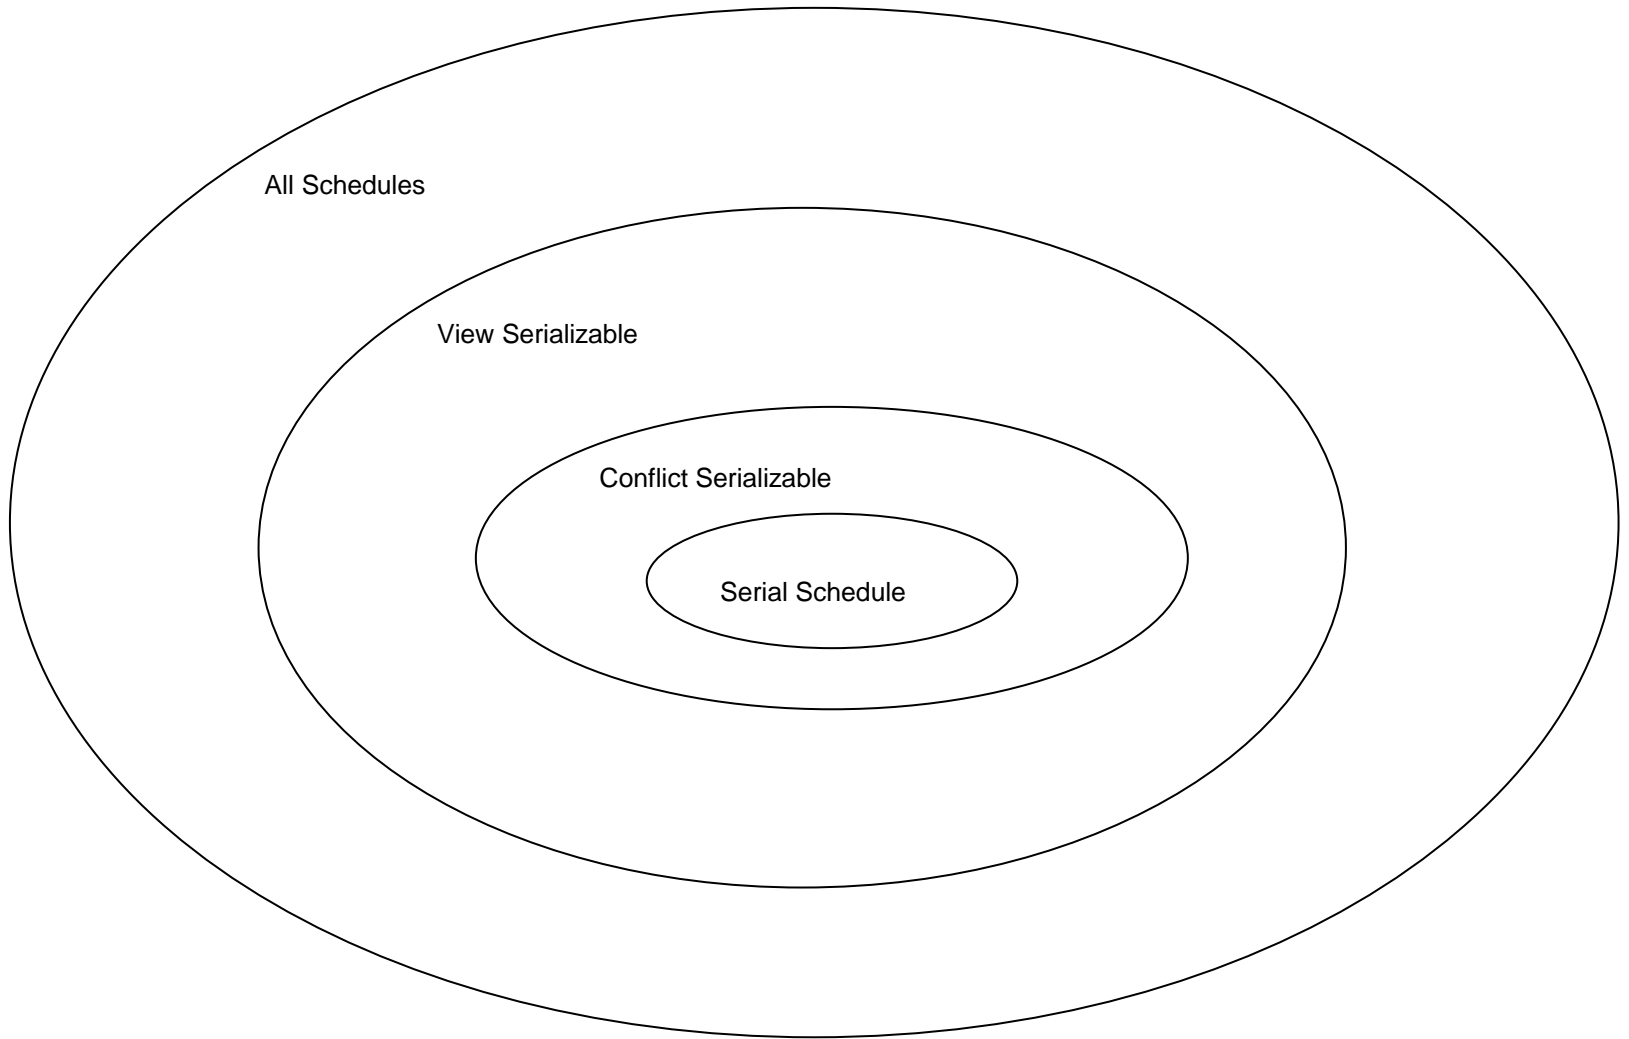 All Schedules
View Serializable
Conflict Serializable
Serial Schedule